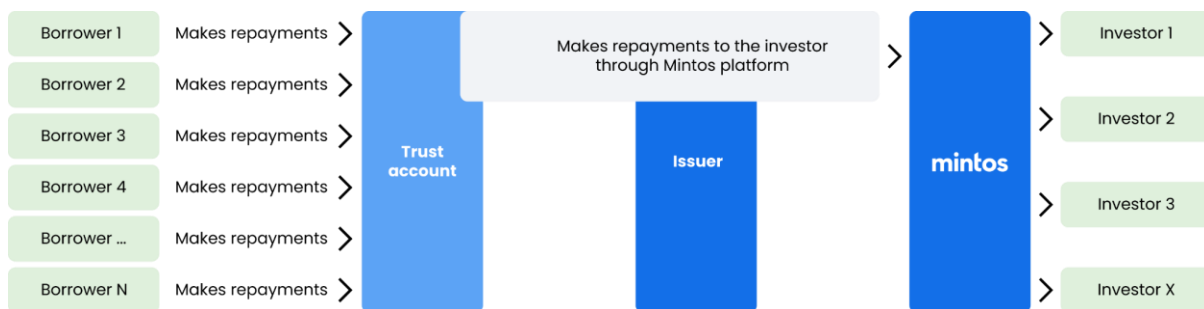 Borrower 1
Makes repayments
Borrower 2
Makes repayments
Borrower 3
Makes repayments
Borrower 4
Makes repayments
Borrower ...
Makes repayments
Borrower N
Makes repayments
Trust
account
Makes repayments to the investor
through Mintos platform
Issuer
mintos
Investor 1
Investor 2
Investor 3
Investor X